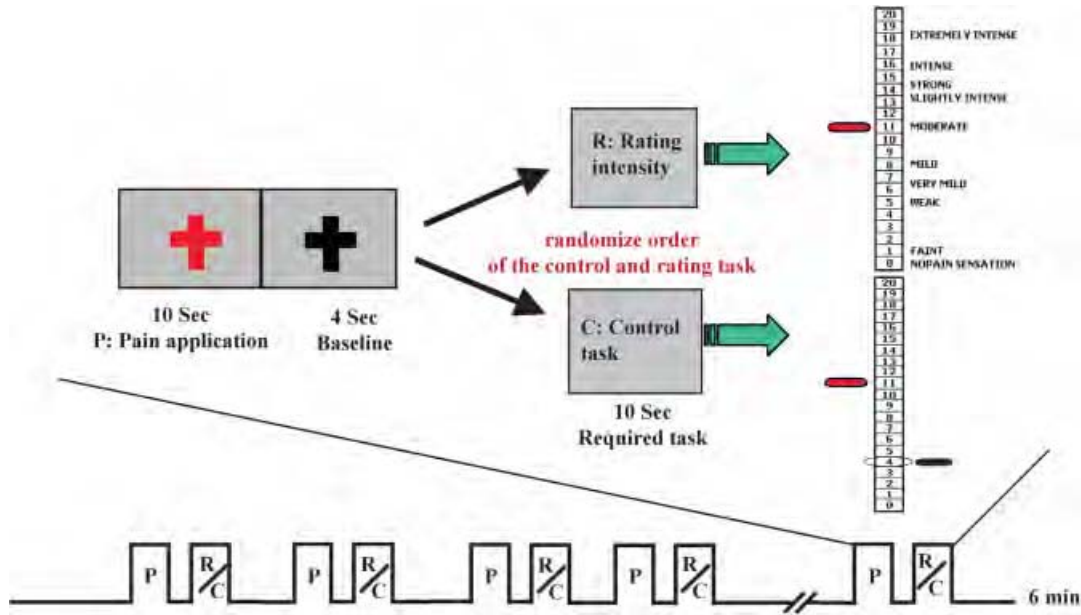 20
19
18 EXTREMELY INTENSE
17
16 INTENSE
15
14 STRONG
13 SLIGHTLY INTENSE
12
11 MODERATE
10
9
8 MILD
7
6 VERY MILD
5 WEAK
4
3
2
1 FAINT
0 NOPAIN SENSATION
R: Rating
intensity
randomize order
of the control and rating task
10 Sec
P: Pain application
4 Sec
Baseline
C: Control
task
10 Sec
Required task
20
19
18
17
16
15
14
13
12
11
10
9
8
7
6
5
4
3
2
1
0
P
R/C
P
R/C
P
R/C
P
R/C
P
R/C
6 min